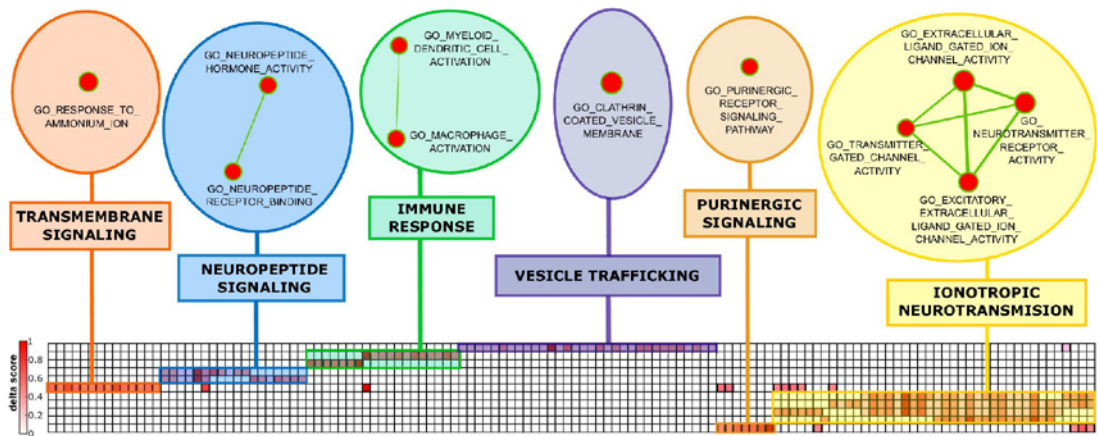 GO_RESPONSE_TO_
AMMONIUM_ION
GO_NEUROPEPTIDE_
HORMONE_ACTIVITY
GO_NEUROPEPTIDE_
RECEPTOR_BINDING
GO_MYELOID_
DENDRITIC_CELL_
ACTIVATION
GO_MACROPHAGE_
ACTIVATION
GO_CLATHRIN_
COATED_VESICLE_
MEMBRANE
GO_PURINERGIC_
RECEPTOR_
SIGNALING_
PATHWAY
GO_EXTRACELLULAR_
LIGAND_GATED_ION_
CHANNEL_ACTIVITY
GO_
NEUROTRANSMITTER_
RECEPTOR_
ACTIVITY
GO_TRANSMITTER_
GATED_CHANNEL_
ACTIVITY
GO_EXCITATORY_
EXTRACELLULAR_
LIGAND_GATED_ION_
CHANNEL_ACTIVITY
TRANSMEMBRANE
SIGNALING
NEUROPEPTIDE
SIGNALING
IMMUNE
RESPONSE
VESICLE TRAFFICKING
PURINERGIC
SIGNALING
IONOTROPIC
NEUROTRANSMISION
delta score
1
0.8
0.6
0.4
0.2
0